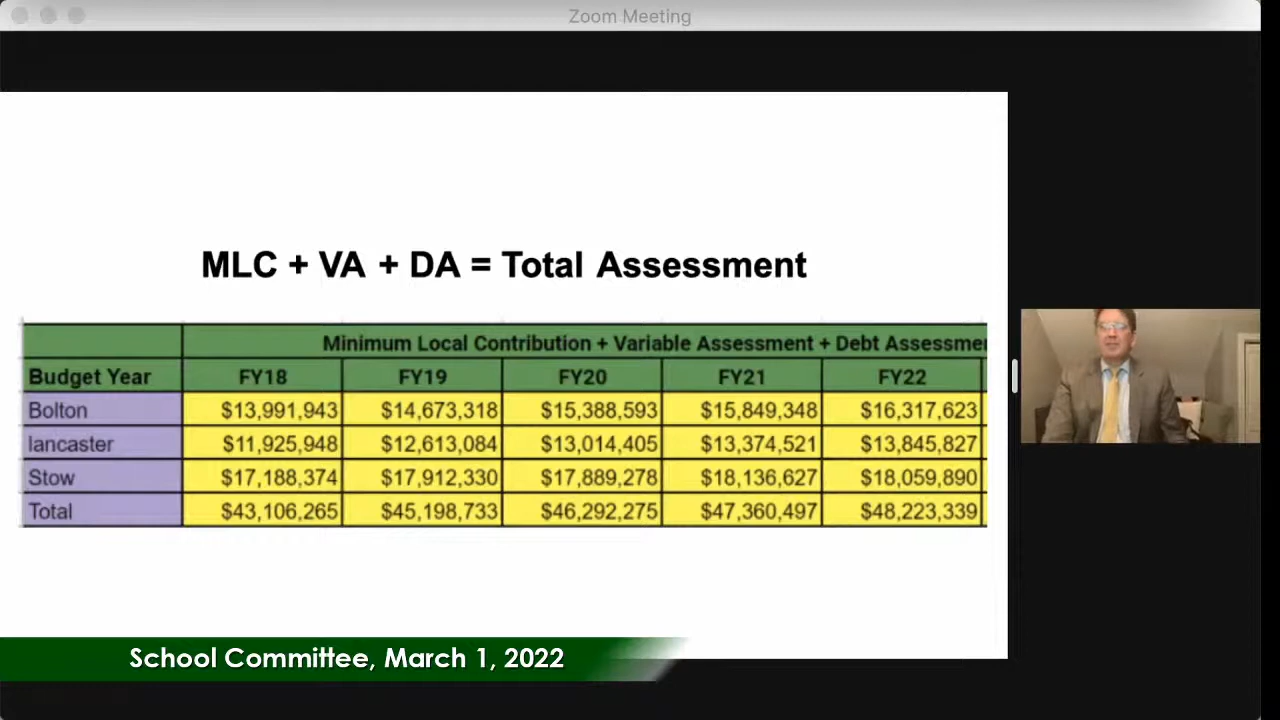 Zoom Meeting
MLC + VA + DA = Total Assessment
Minimum Local Contribution + Variable Assessment + Debt Assessmen
Budget Year FY18 FY19 FY20 FY21 FY22
Bolton $13,991,943 $14,673,318 $15,388,593 $15,849,348 $16,317,623
lancaster $11,925,948 $12,613,084 $13,014,405 $13,374,521 $13,845,827
Stow $17,188,374 $17,912,330 $17,889,278 $18,136,627 $18,059,890
Total $43,106,265 $45,198,733 $46,292,275 $47,360,497 $48,223,339
School Committee, March 1, 2022